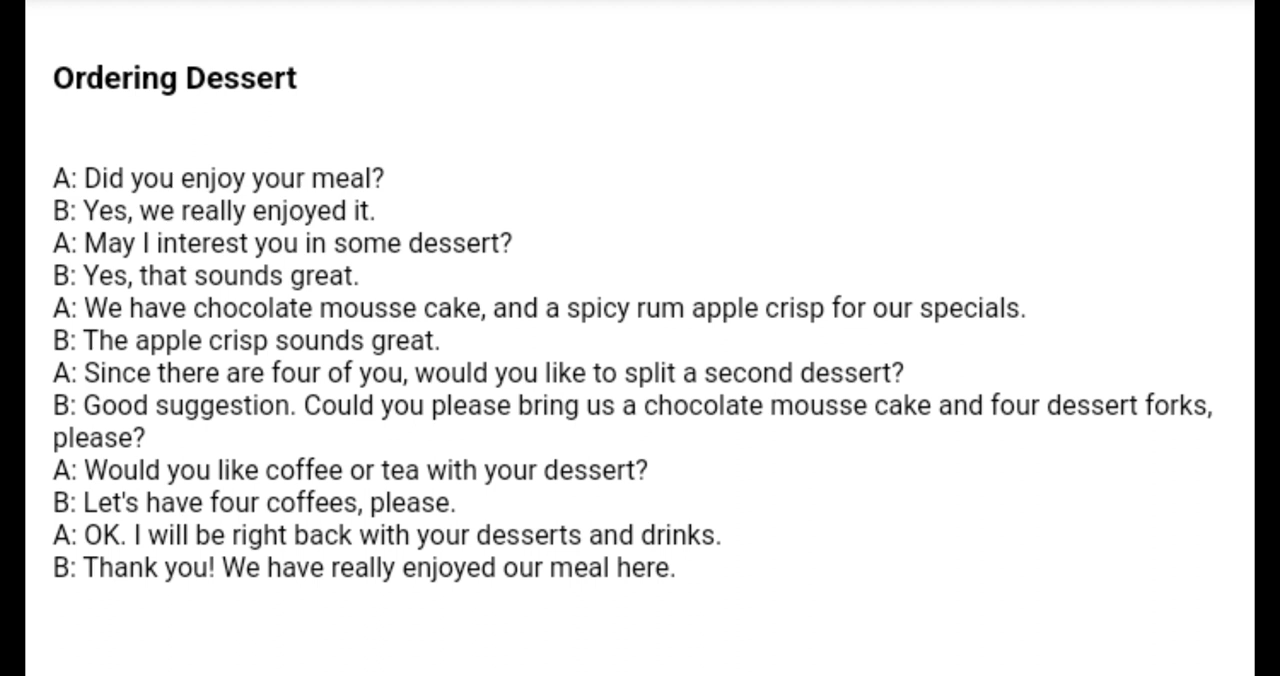 Ordering Dessert
A: Did you enjoy your meal?
B: Yes, we really enjoyed it.
A: May I interest you in some dessert?
B: Yes, that sounds great.
A: We have chocolate mousse cake, and a spicy rum apple crisp for our specials.
B: The apple crisp sounds great.
A: Since there are four of you, would you like to split a second dessert?
B: Good suggestion. Could you please bring us a chocolate mousse cake and four dessert forks,
please?
A: Would you like coffee or tea with your dessert?
B: Let's have four coffees, please.
A: OK. I will be right back with your desserts and drinks.
B: Thank you! We have really enjoyed our meal here.